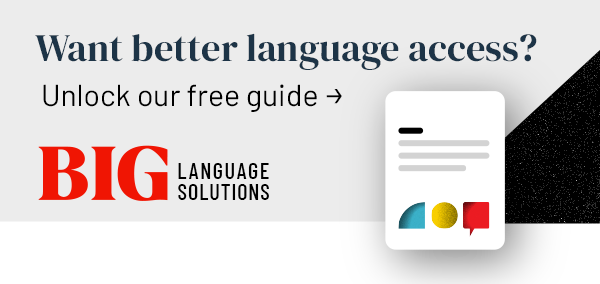 Want better language access?
Unlock our free guide →
BIG LANGUAGE
SOLUTIONS